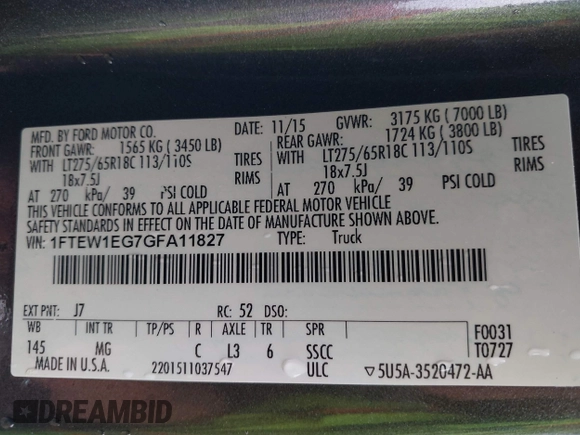 MFD. BY FORD MOTOR CO. DATE: 11/15 GVWR: 3175 KG ( 7000 LB)
FRONT GAWR: 1565 KG ( 3450 LB) REAR GAWR: 1724 KG ( 3800 LB)
WITH LT275/65R18C 113/110S TIRES WITH LT275/65R18C 113/110S TIRES
18x7.5J RIMS 18x7.5J RIMS
AT 270 kPa/ 39 PSI COLD AT 270 kPa/ 39 PSI COLD
THIS VEHICLE CONFORMS TO ALL APPLICABLE FEDERAL MOTOR VEHICLE
SAFETY STANDARDS IN EFFECT ON THE DATE OF MANUFACTURE SHOWN ABOVE.
VIN: 1FTEW1EG7GFA11827 TYPE: Truck
EXT PNT: J7 RC: 52 DSO:
WB INT TR TP/PS R AXLE TR SPR F0031
145 MG C L3 6 SSCC T0727
MADE IN U.S.A. 2201511037547 ULC ▽5U5A-3520472-AA
DREAMBID